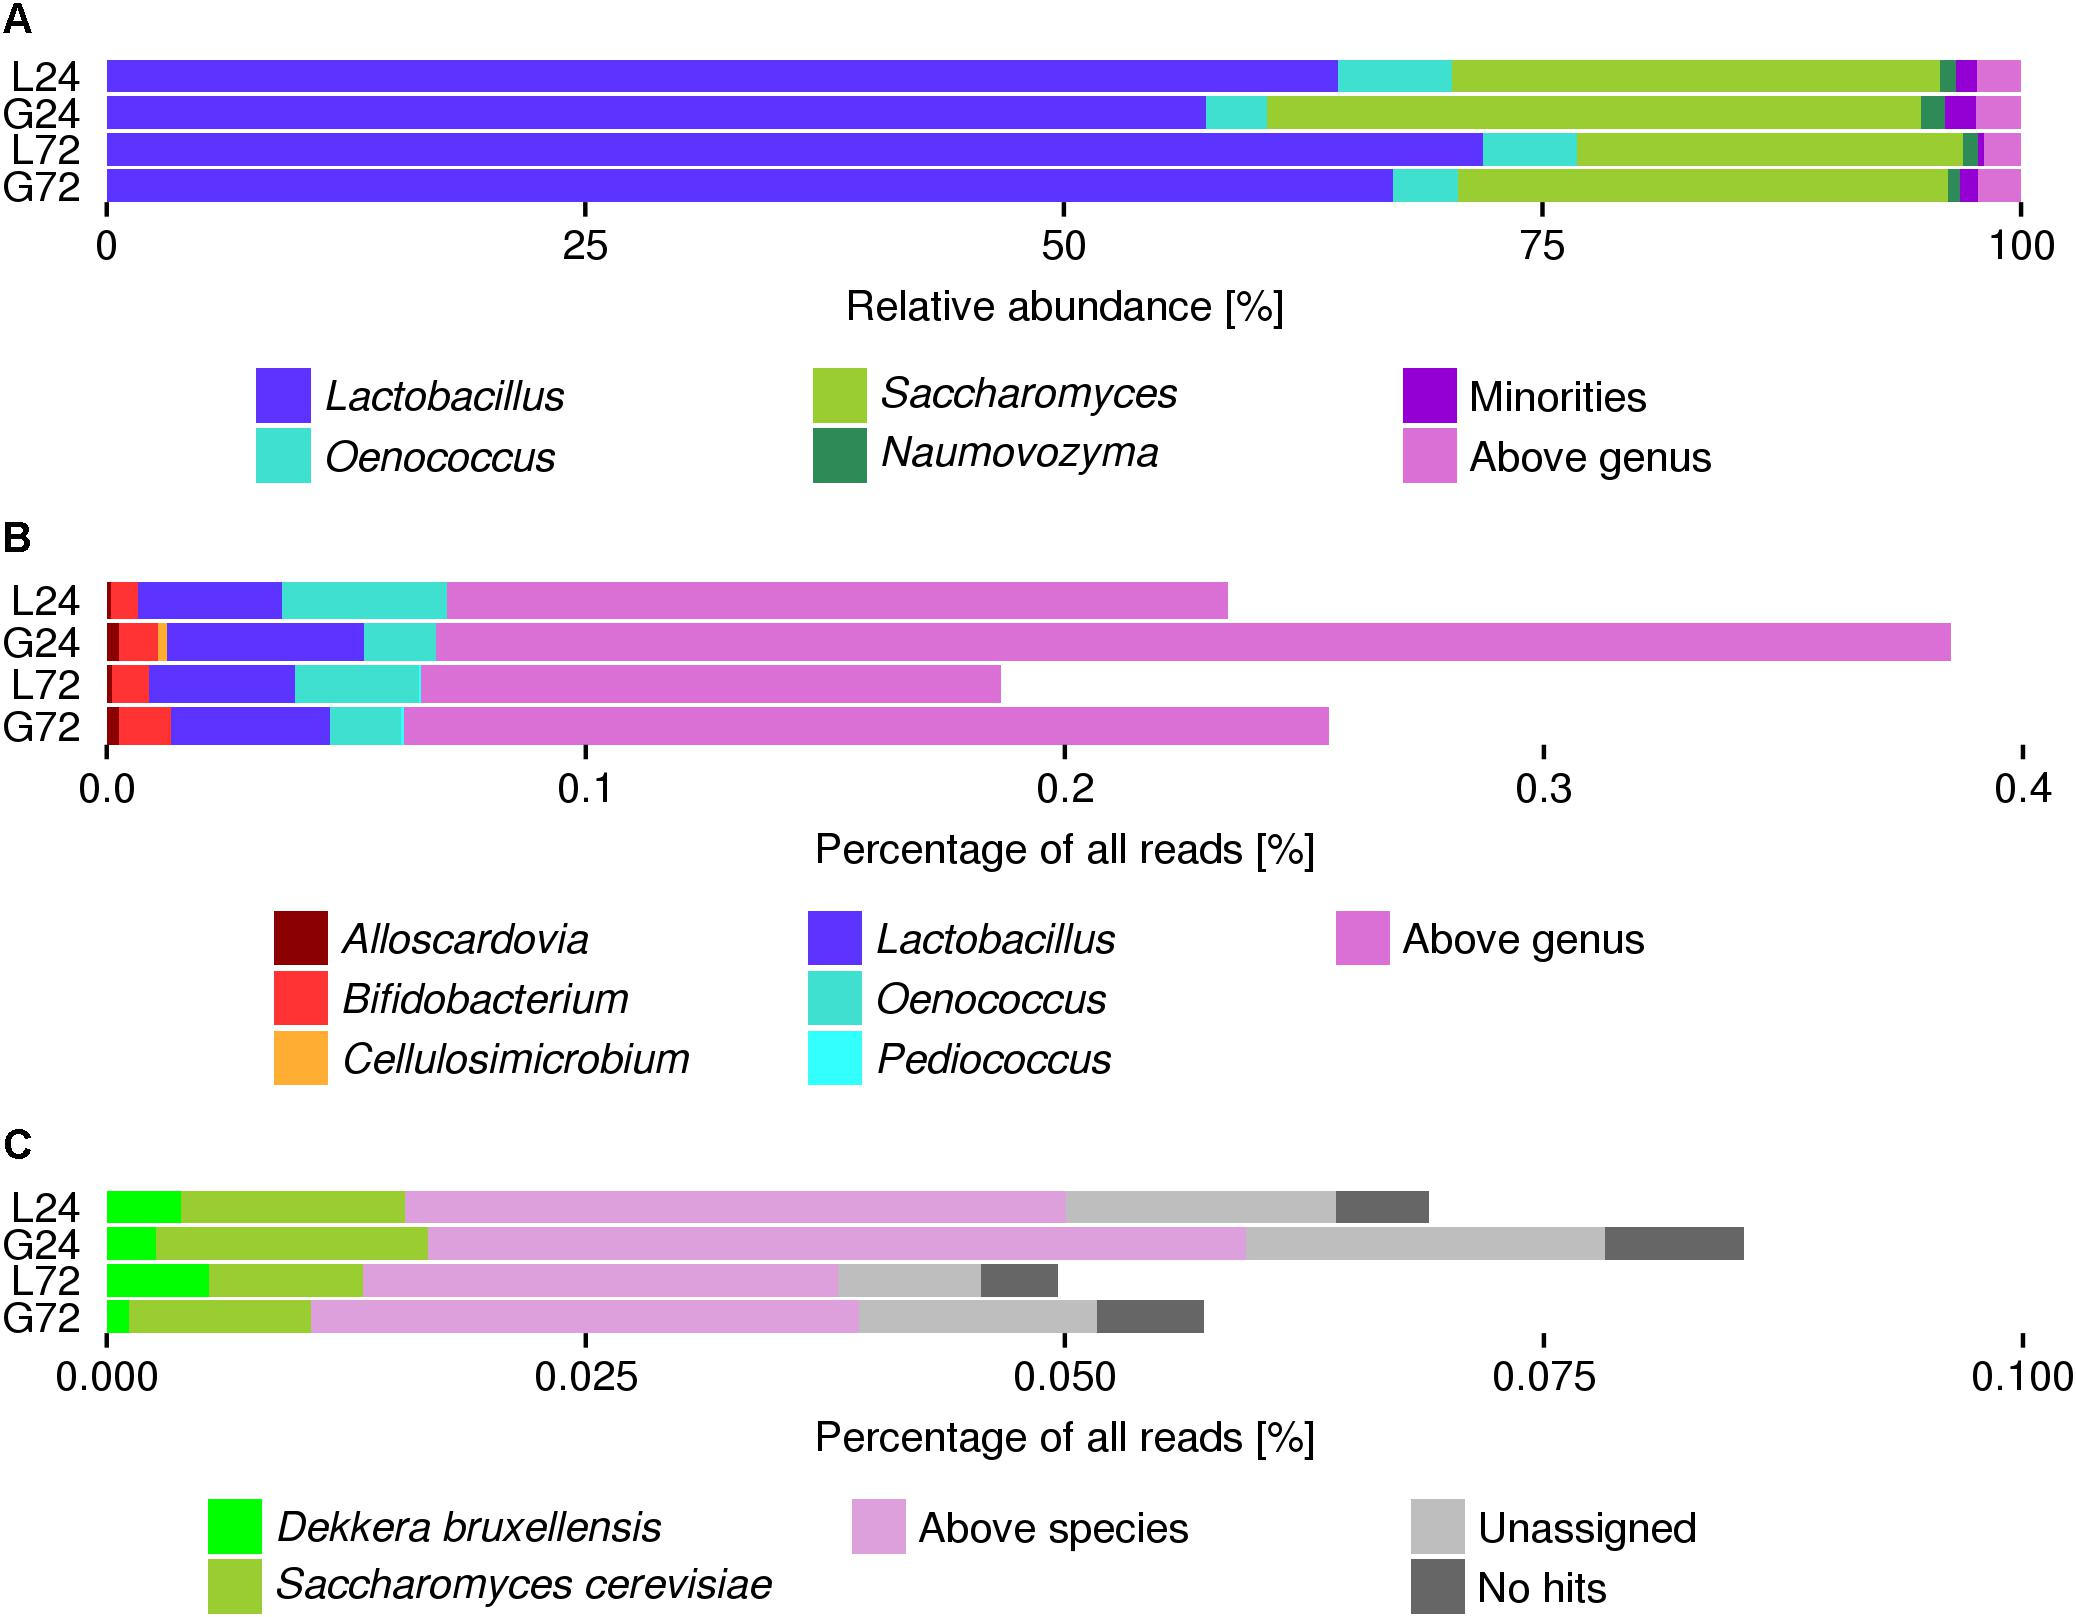 A
L24
G24
L72
G72
0 25 50 75 100
Relative abundance [%]
Lactobacillus Saccharomyces Minorities
Oenococcus Naumovozyma Above genus
B
L24
G24
L72
G72
0.0 0.1 0.2 0.3 0.4
Percentage of all reads [%]
Alloscardovia Lactobacillus Above genus
Bifidobacterium Oenococcus
Cellulosimicrobium Pediococcus
C
L24
G24
L72
G72
0.000 0.025 0.050 0.075 0.100
Percentage of all reads [%]
Dekkera bruxellensis Above species Unassigned
Saccharomyces cerevisiae No hits